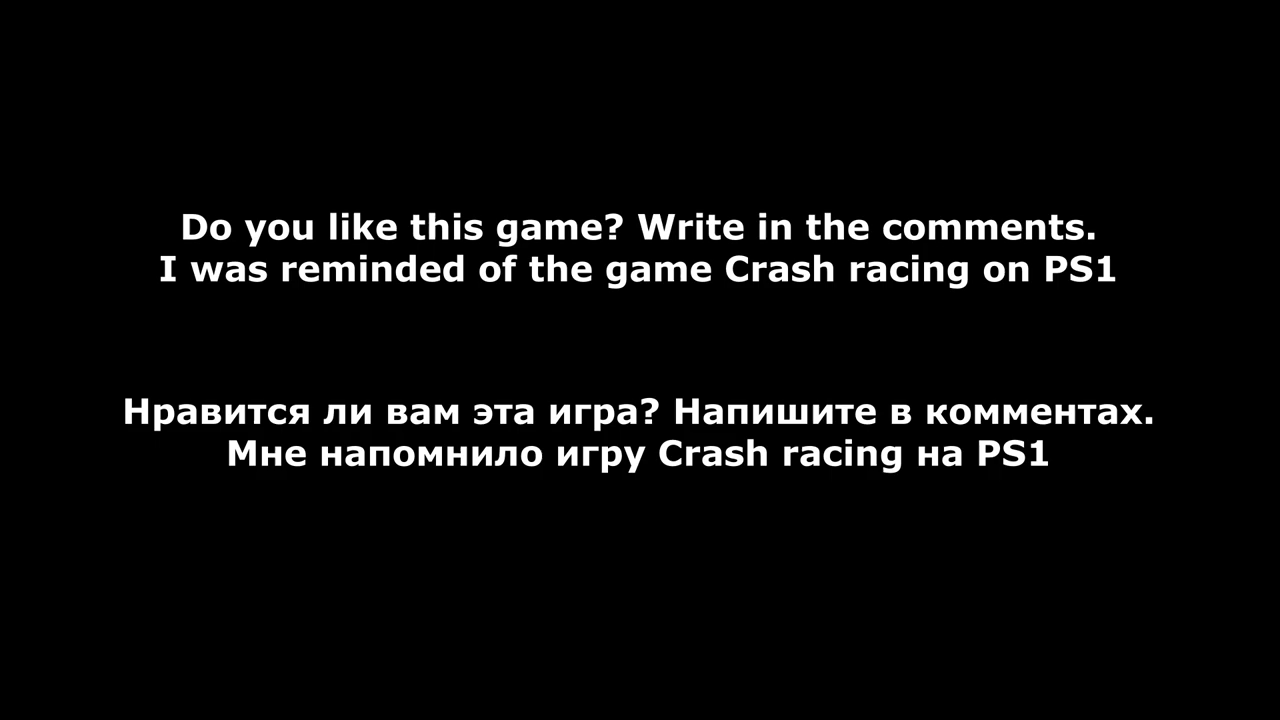 Do you like this game? Write in the comments.
I was reminded of the game Crash racing on PS1
Нравится ли вам эта игра? Напишите в комментах.
Мне напомнило игру Crash racing на PS1